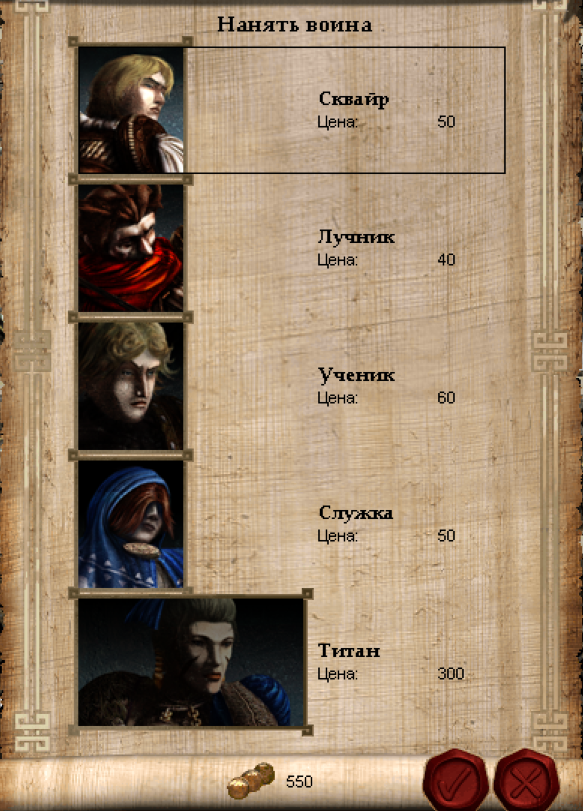 Нанять воина
Сквайр
Цена: 50
Лучник
Цена: 40
Ученик
Цена: 60
Служка
Цена: 50
Титан
Цена: 300
550